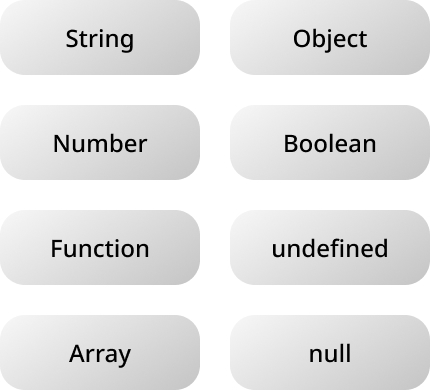 String
Object
Number
Boolean
Function
undefined
Array
null